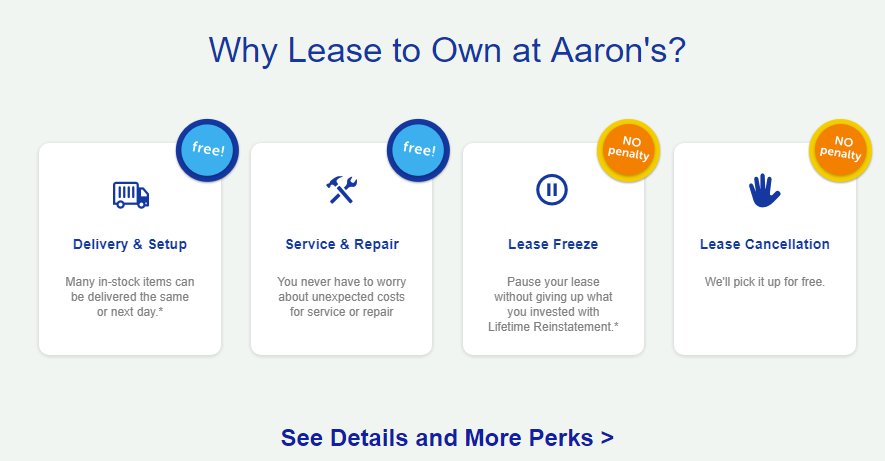 Why Lease to Own at Aaron's?
free!
Delivery & Setup
Many in-stock items can
be delivered the same
or next day.*
free!
Service & Repair
You never have to worry
about unexpected costs
for service or repair
NO
penalty
Lease Freeze
Pause your lease
without giving up what
you invested with
Lifetime Reinstatement.*
NO
penalty
Lease Cancellation
We'll pick it up for free.
See Details and More Perks >